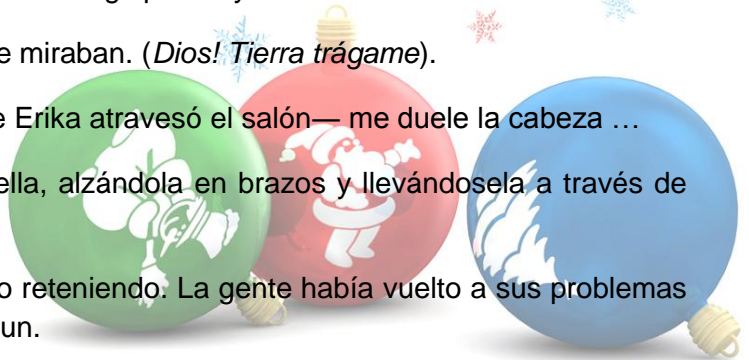 e miraban. (Dios! Tierra trágame).
e Erika atravesó el salón— me duele la cabeza …
ella, alzándola en brazos y llevándosela a través de
o reteniendo. La gente había vuelto a sus problemas
un.